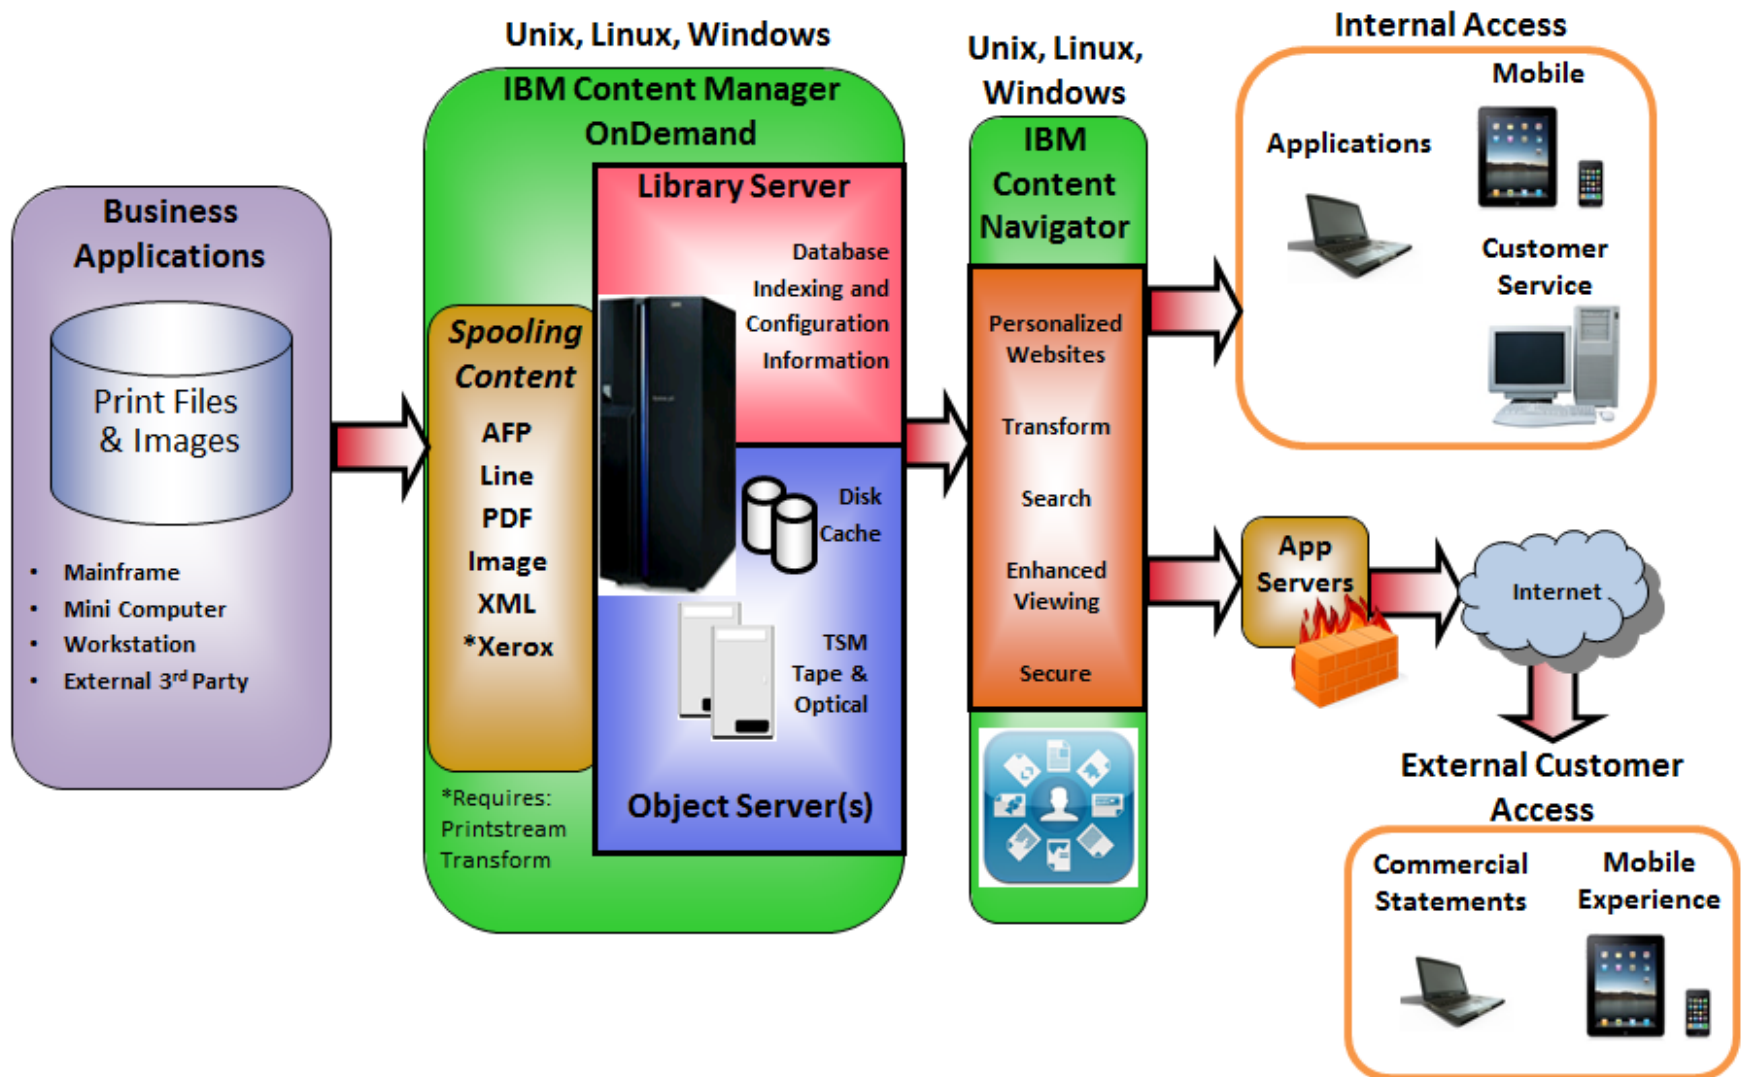 Unix, Linux, Windows
IBM Content Manager
OnDemand
Business
Applications
Print Files
& Images
• Mainframe
• Mini Computer
• Workstation
• External 3rd Party
Spooling
Content
AFP
Line
PDF
Image
XML
*Xerox
*Requires:
Printstream
Transform
Library Server
Database
Indexing and
Configuration
Information
Disk
Cache
TSM
Tape &
Optical
Object Server(s)
Unix, Linux,
Windows
IBM
Content
Navigator
Personalized
Websites
Transform
Search
Enhanced
Viewing
Secure
Internal Access
Applications
Mobile
Customer
Service
App
Servers
Internet
External Customer
Access
Commercial
Statements
Mobile
Experience